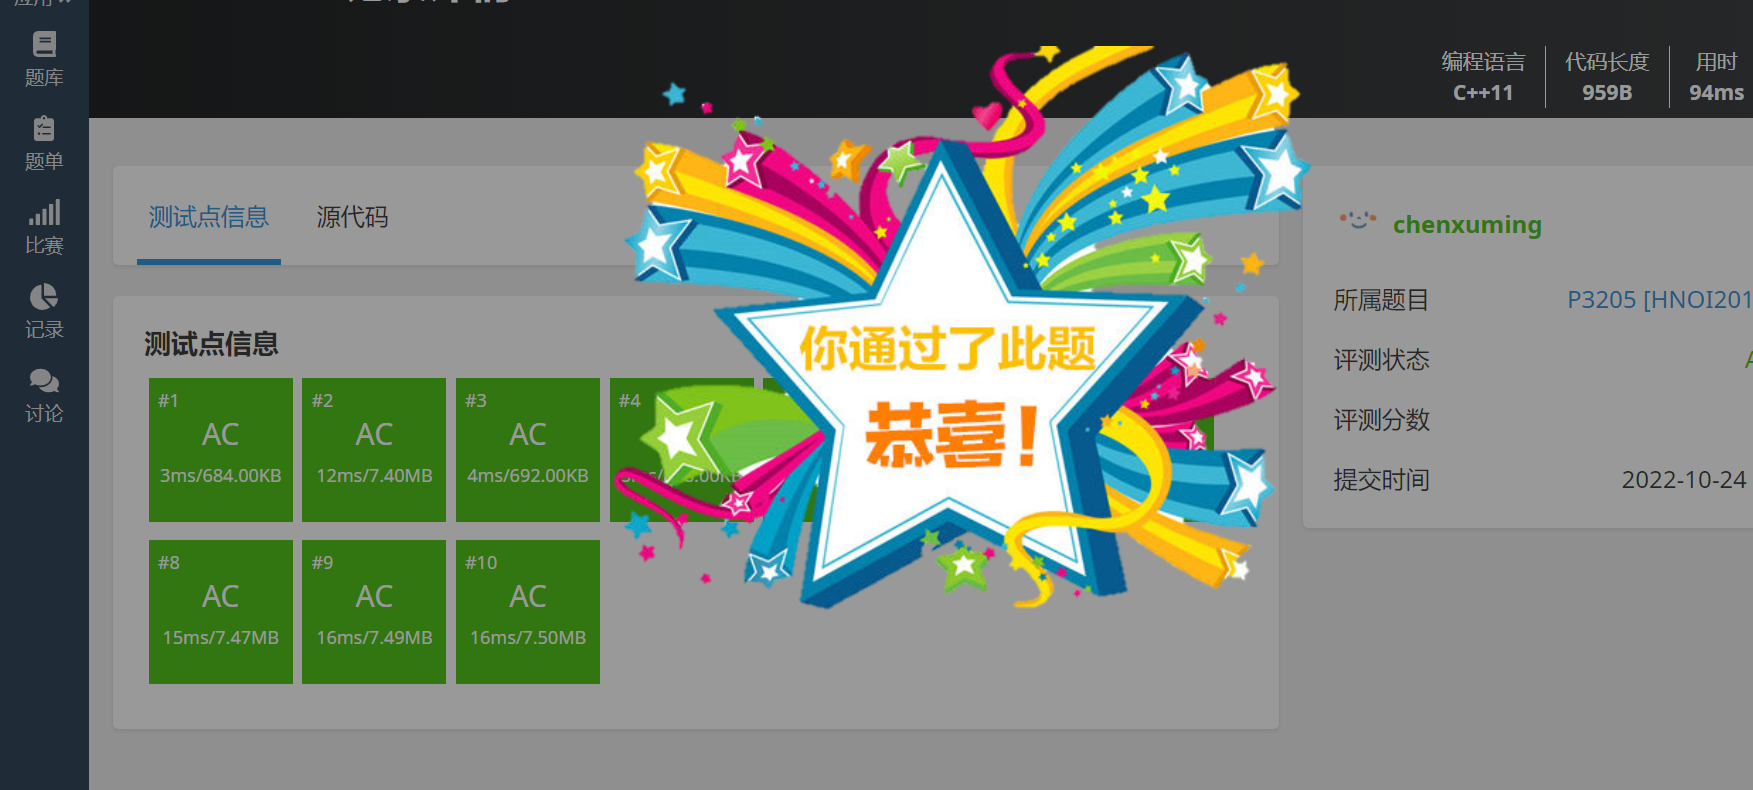 题库
题单
比赛
记录
讨论
编程语言
C++11
代码长度
959B
用时
94ms
测试点信息 源代码
测试点信息
#1
AC
3ms/684.00KB
#2
AC
12ms/7.40MB
#3
AC
4ms/692.00KB
#4
#8
AC
15ms/7.47MB
#9
AC
16ms/7.49MB
#10
AC
16ms/7.50MB
你通过了此题
恭喜!
chenxuming
所属题目 P3205 [HNOI201
评测状态
评测分数
提交时间 2022-10-24